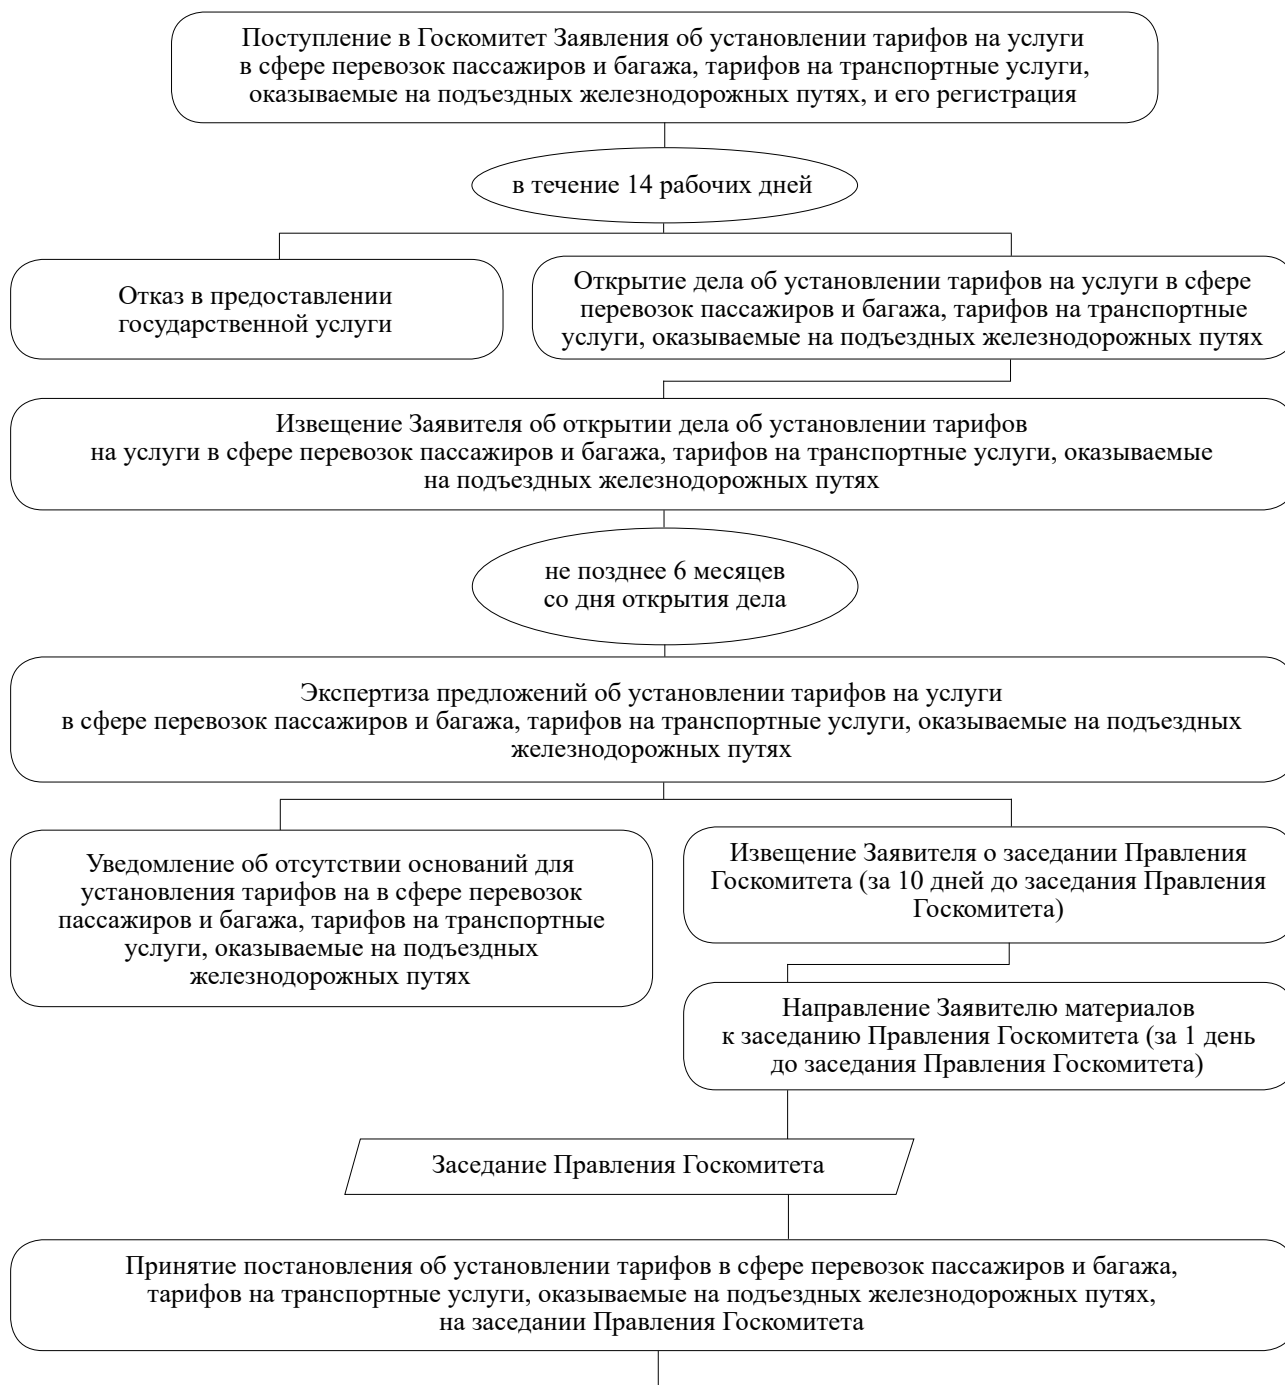 Поступление в Госкомитет Заявления об установлении тарифов на услуги
в сфере перевозок пассажиров и багажа, тарифов на транспортные услуги,
оказываемые на подъездных железнодорожных путях, и его регистрация
в течение 14 рабочих дней
Отказ в предоставлении
государственной услуги
Открытие дела об установлении тарифов на услуги в сфере
перевозок пассажиров и багажа, тарифов на транспортные
услуги, оказываемые на подъездных железнодорожных путях
Извещение Заявителя об открытии дела об установлении тарифов
на услуги в сфере перевозок пассажиров и багажа, тарифов на транспортные услуги, оказываемые
на подъездных железнодорожных путях
не позднее 6 месяцев
со дня открытия дела
Экспертиза предложений об установлении тарифов на услуги
в сфере перевозок пассажиров и багажа, тарифов на транспортные услуги, оказываемые на подъездных
железнодорожных путях
Уведомление об отсутствии оснований для
установления тарифов на в сфере перевозок
пассажиров и багажа, тарифов на транспортные
услуги, оказываемые на подъездных
железнодорожных путях
Извещение Заявителя о заседании Правления
Госкомитета (за 10 дней до заседания Правления
Госкомитета)
Направление Заявителю материалов
к заседанию Правления Госкомитета (за 1 день
до заседания Правления Госкомитета)
Заседание Правления Госкомитета
Принятие постановления об установлении тарифов в сфере перевозок пассажиров и багажа,
тарифов на транспортные услуги, оказываемые на подъездных железнодорожных путях,
на заседании Правления Госкомитета